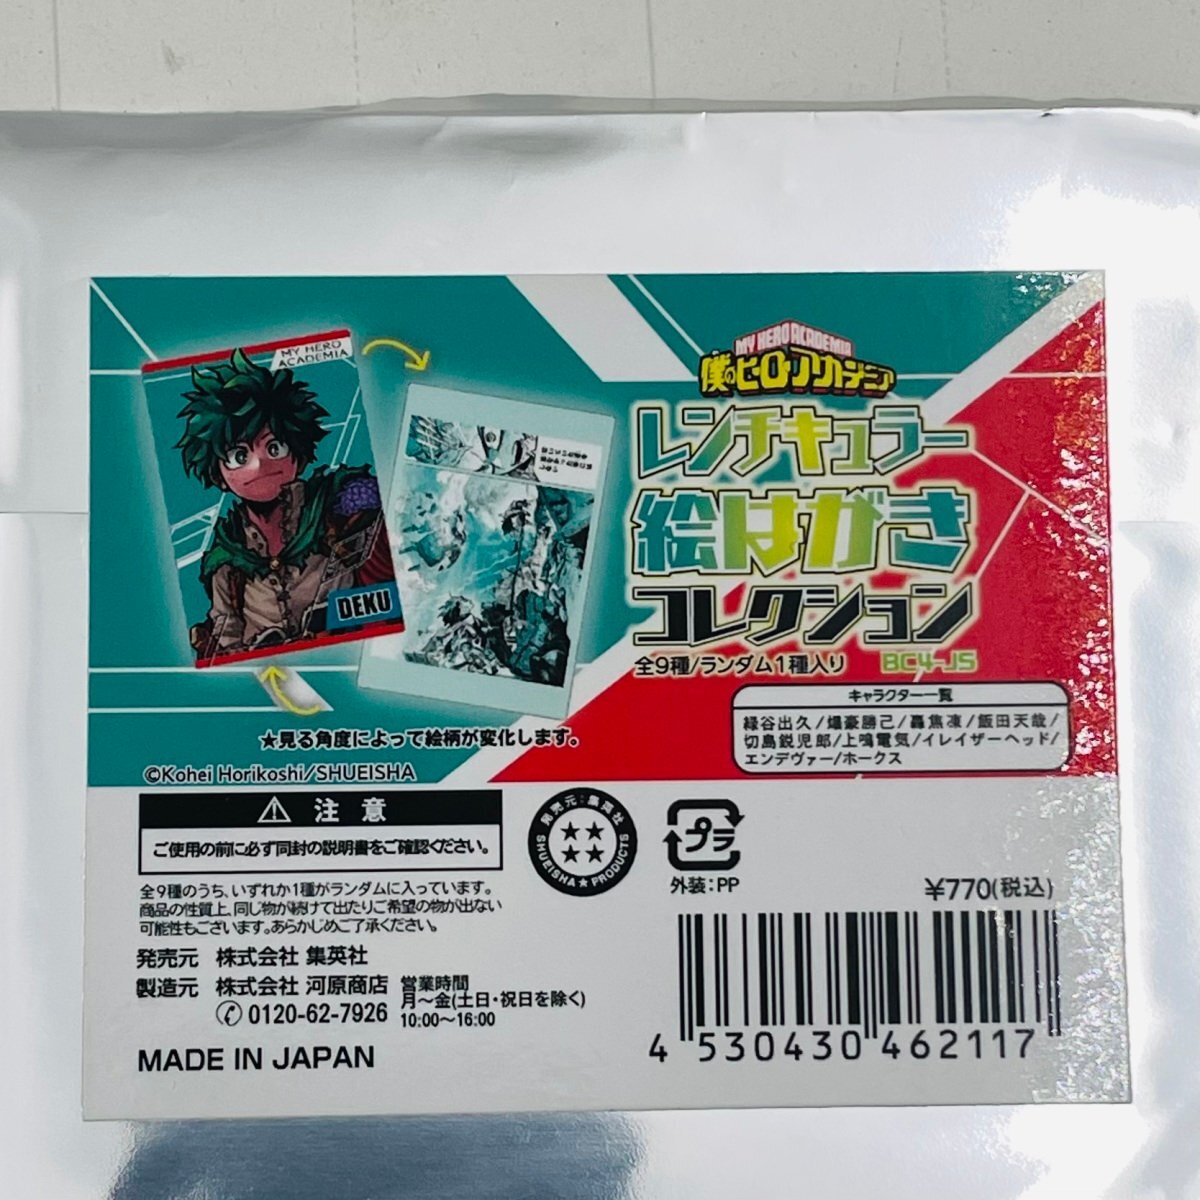 MY HERO
ACADEMIA
DEKU
MY HERO ACADEMIA
僕のヒーローアカデミア
レンチキュラー
絵はがき
コレクション
全9種/ランダム1種入り BC4-JS
キャラクター一覧
緑谷出久/爆豪勝己/轟焦凍/飯田天哉/
切島鋭児郎/上鳴電気/イレイザーヘッド/
エンデヴァー/ホークス
★見る角度によって絵柄が変化します。
©Kohei Horikoshi/SHUEISHA
注意
ご使用の前に必ず同封の説明書をご確認ください。
発売元:集英社
SHUEISHA★PRODUCTS
プラ
外装:PP
全9種のうち、いずれか1種がランダムに入っています。
商品の性質上、同じ物が続けて出たりご希望の物が出ない
可能性もございます。あらかじめご了承ください。
発売元 株式会社 集英社
製造元 株式会社 河原商店
0120-62-7926
営業時間
月～金(土日・祝日を除く)
10:00～16:00
MADE IN JAPAN
¥770(税込)
4 530430 462117